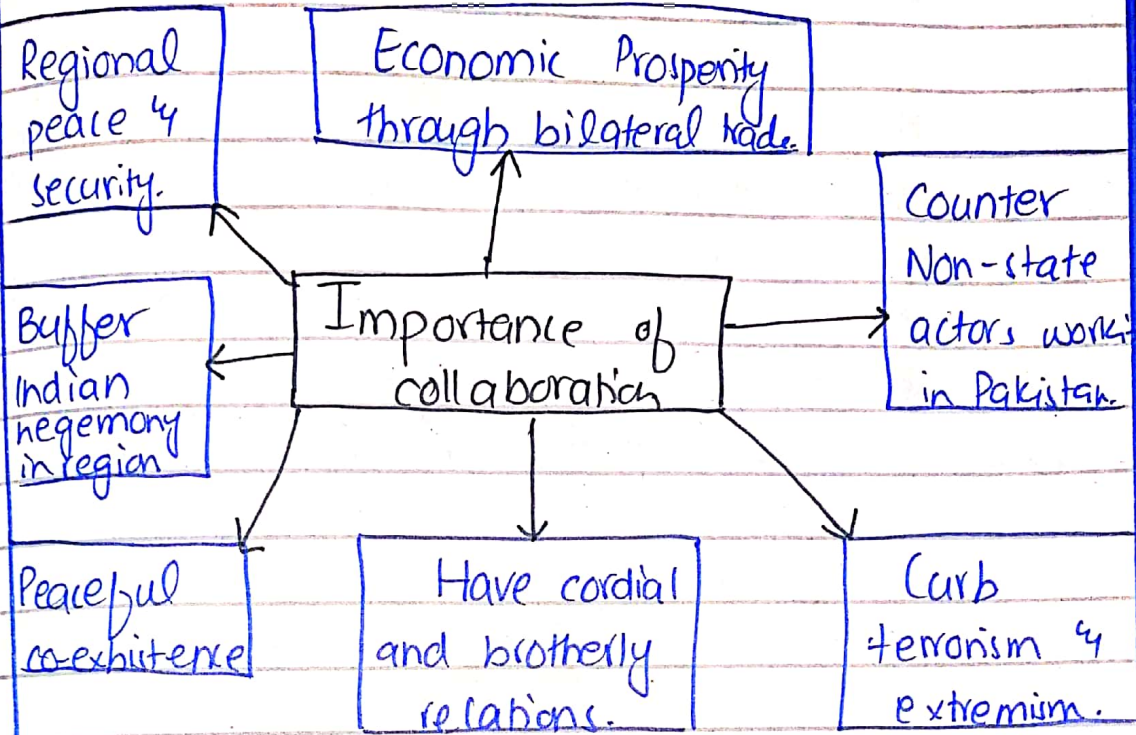 Regional
peace &
security.
Economic Prosperity
through bilateral trade.
Counter
Non-state
actors worki
in Pakistan.
Importance of
collaboration
Buffer
Indian
hegemony
in region
Peaceful
co-exhistence
Have cordial
and brotherly
relations.
Curb
terrorism &
extremism.